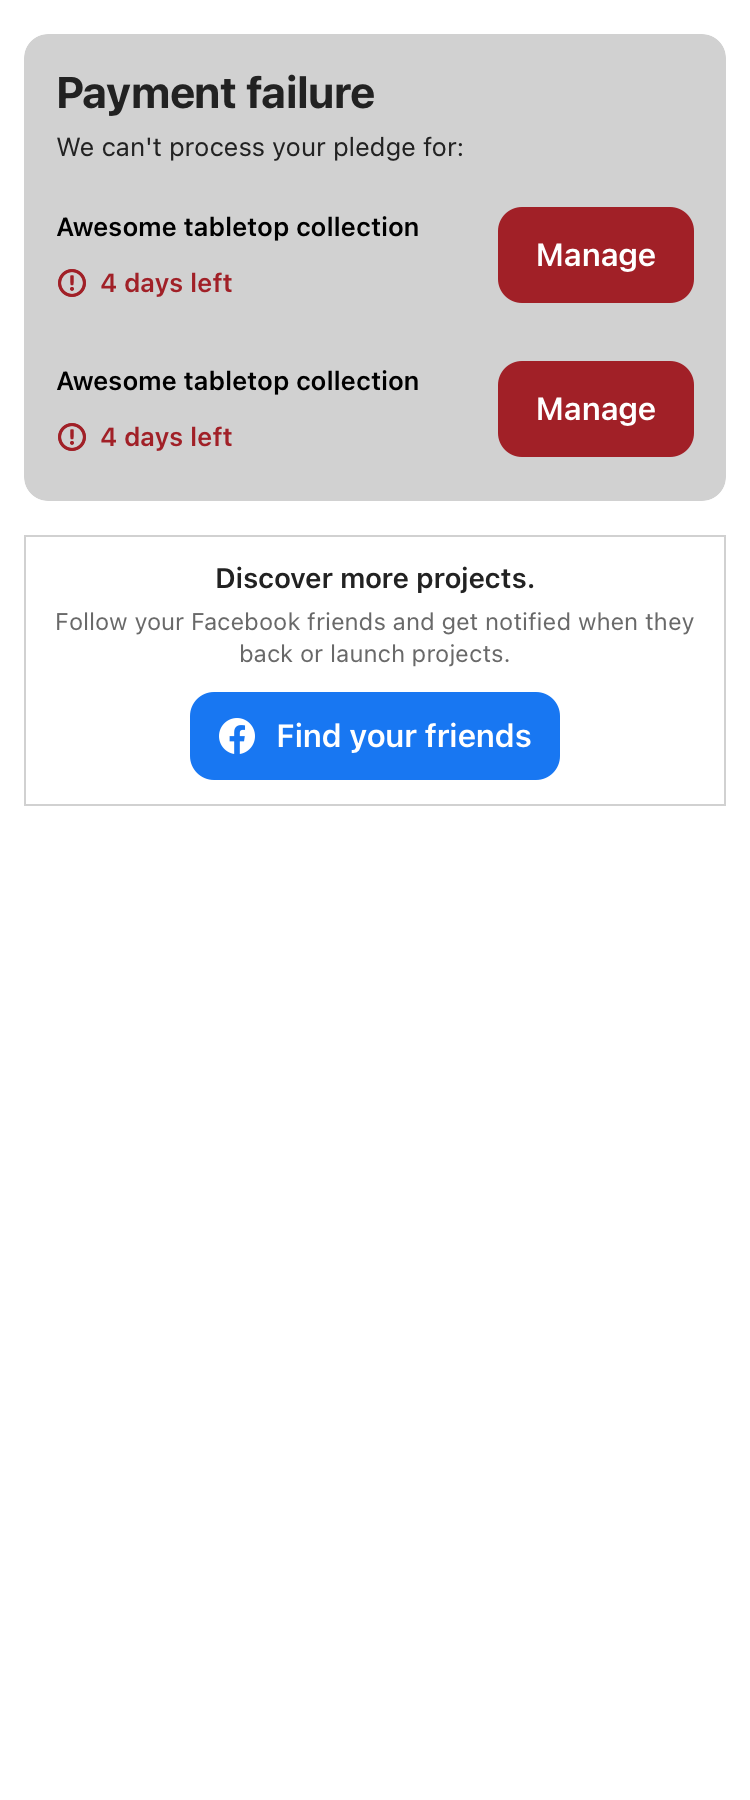 Payment failure
We can't process your pledge for:
Awesome tabletop collection
4 days left
Manage
Awesome tabletop collection
4 days left
Manage
Discover more projects.
Follow your Facebook friends and get notified when they
back or launch projects.
Find your friends